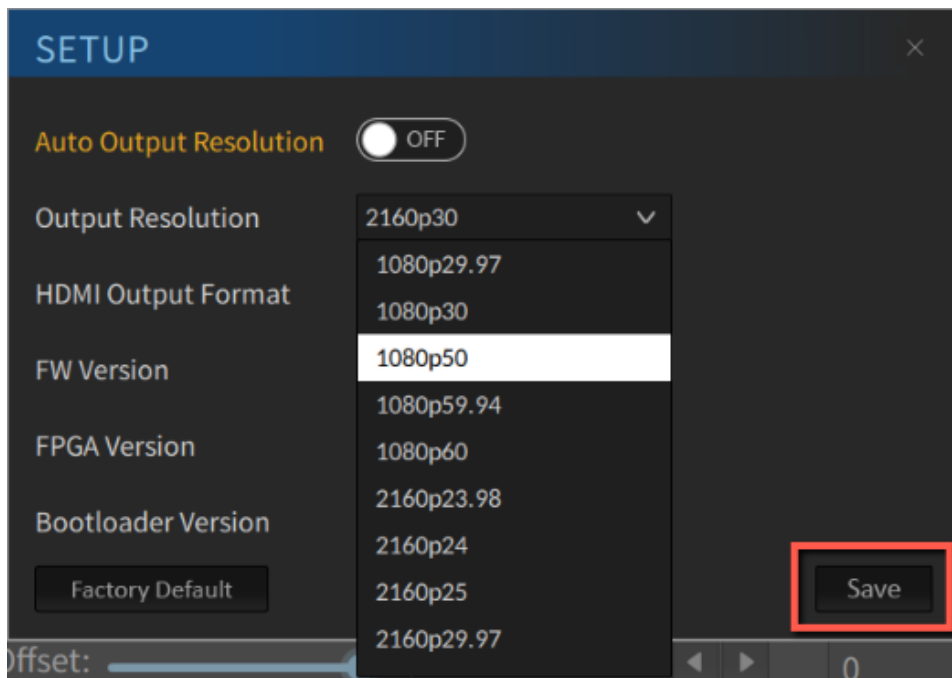 SETUP
Auto Output Resolution OFF
Output Resolution 2160p30
1080p29.97
HDMI Output Format
1080p30
1080p50
FW Version
1080p59.94
FPGA Version
1080p60
2160p23.98
Bootloader Version
2160p24
Factory Default
2160p25
Save
2160p29.97
Offset:
0